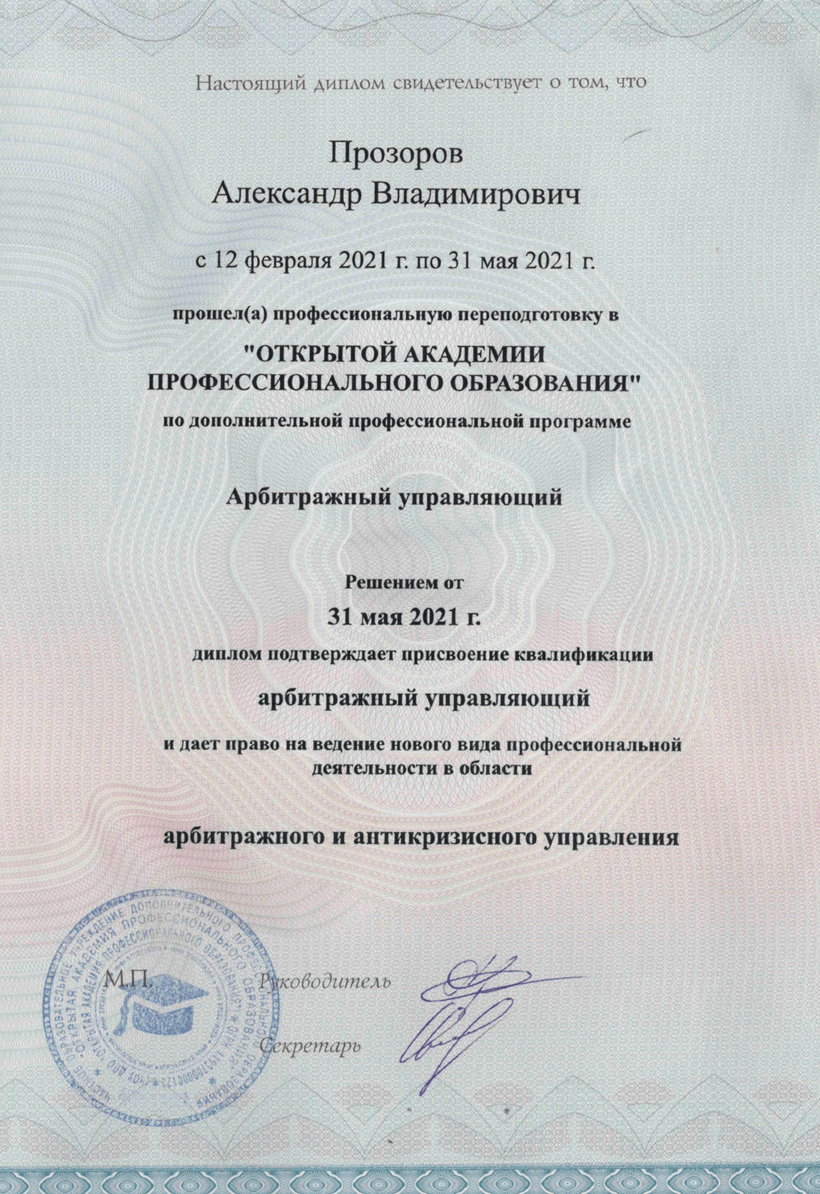 Настоящий диплом свидетельствует о том, что
Прозоров
Александр Владимирович
с 12 февраля 2021 г. по 31 мая 2021 г.
прошел(а) профессиональную переподготовку в
"ОТКРЫТОЙ АКАДЕМИИ
ПРОФЕССИОНАЛЬНОГО ОБРАЗОВАНИЯ"
по дополнительной профессиональной программе
Арбитражный управляющий
Решением от
31 мая 2021 г.
диплом подтверждает присвоение квалификации
арбитражный управляющий
и дает право на ведение нового вида профессиональной
деятельности в области
арбитражного и антикризисного управления
ЧАСТНОЕ ОБРАЗОВАТЕЛЬНОЕ УЧРЕЖДЕНИЕ ДОПОЛНИТЕЛЬНОГО ПРОФЕССИОНАЛЬНОГО ОБРАЗОВАНИЯ
"ОТКРЫТАЯ АКАДЕМИЯ ПРОФЕССИОНАЛЬНОГО ОБРАЗОВАНИЯ"
М.П.
Руководитель
Секретарь